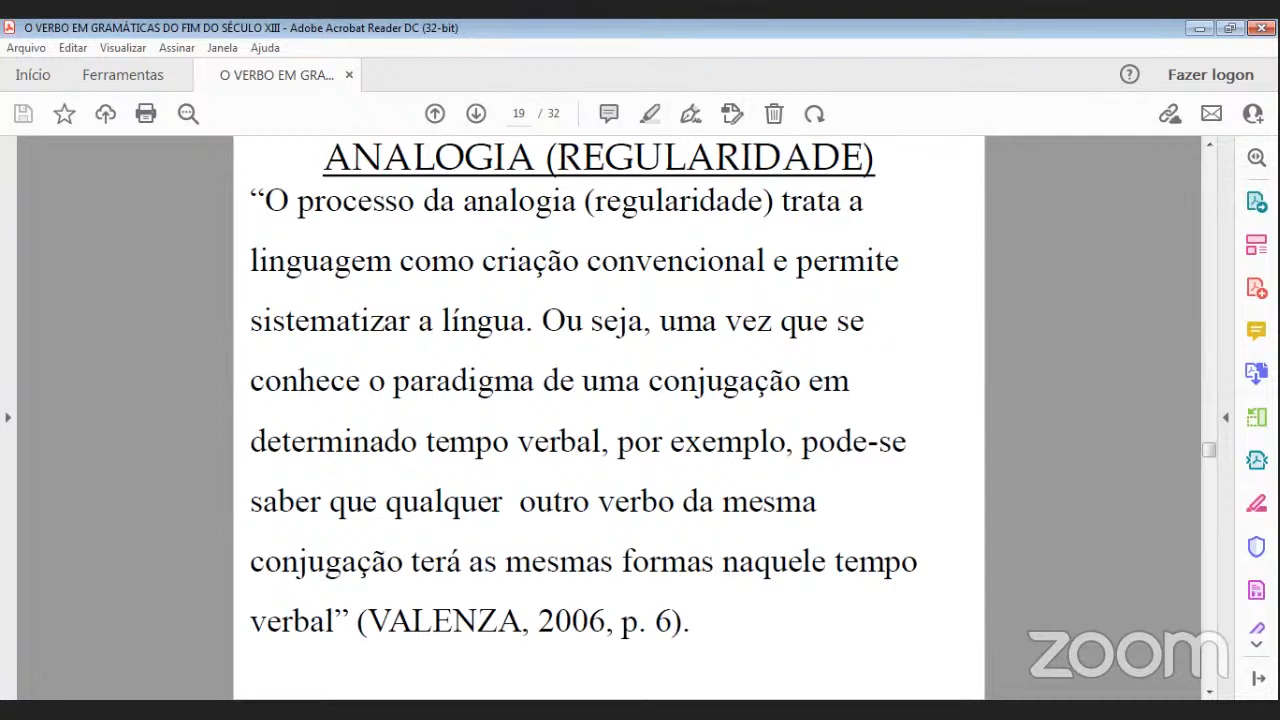 O VERBO EM GRAMÁTICAS DO FIM DO SÉCULO XIII - Adobe Acrobat Reader DC (32-bit)
Arquivo Editar Visualizar Assinar Janela Ajuda
Início Ferramentas O VERBO EM GRA... × Fazer logon
19 / 32
ANALOGIA (REGULARIDADE)
“O processo da analogia (regularidade) trata a
linguagem como criação convencional e permite
sistematizar a língua. Ou seja, uma vez que se
conhece o paradigma de uma conjugação em
determinado tempo verbal, por exemplo, pode-se
saber que qualquer outro verbo da mesma
conjugação terá as mesmas formas naquele tempo
verbal” (VALENZA, 2006, p. 6).
zoom